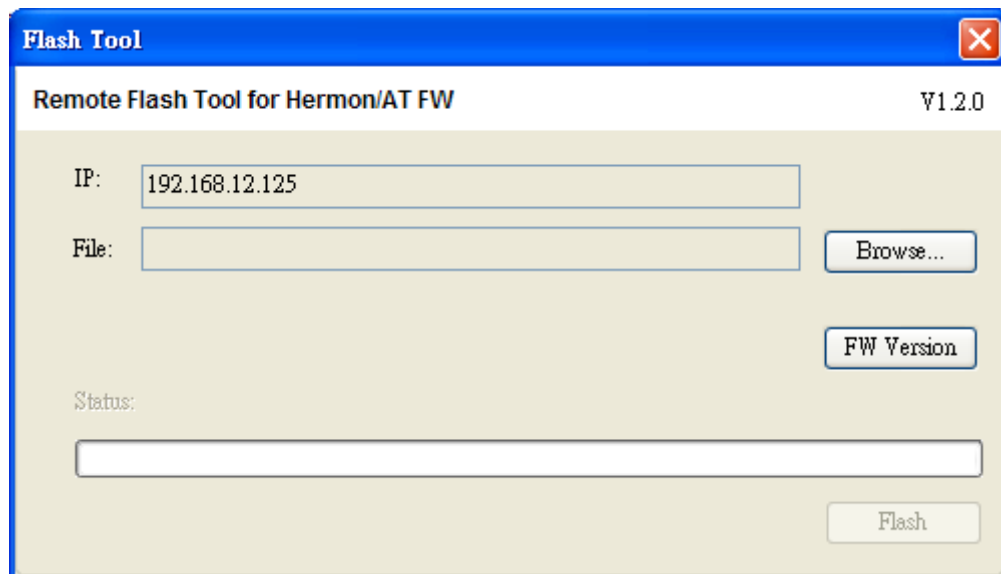 Flash Tool
Remote Flash Tool for Hermon/AT FW V1.2.0
IP: 192.168.12.125
File: Browse...
FW Version
Status:
Flash